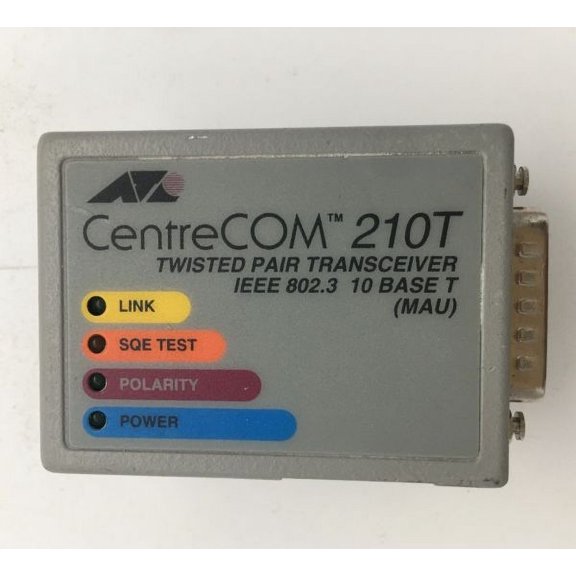 CentreCOM™ 210T
TWISTED PAIR TRANSCEIVER
IEEE 802.3 10 BASE T
(MAU)
LINK
SQE TEST
POLARITY
POWER